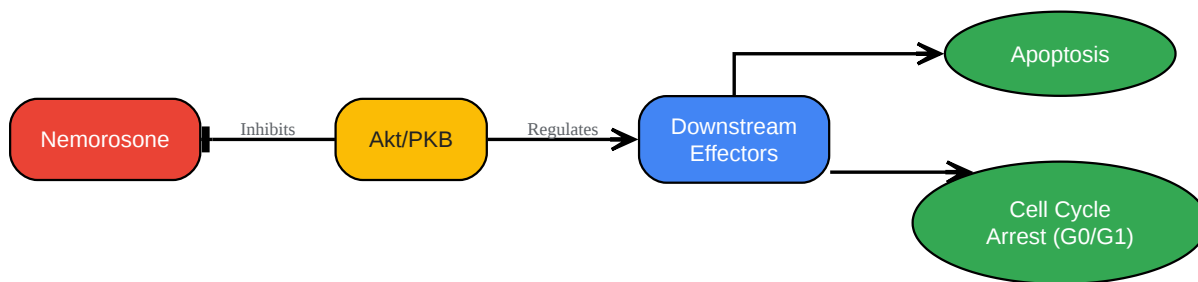 Nemorosone
Inhibits
Akt/PKB
Regulates
Downstream
Effectors
Apoptosis
Cell Cycle
Arrest (G0/G1)